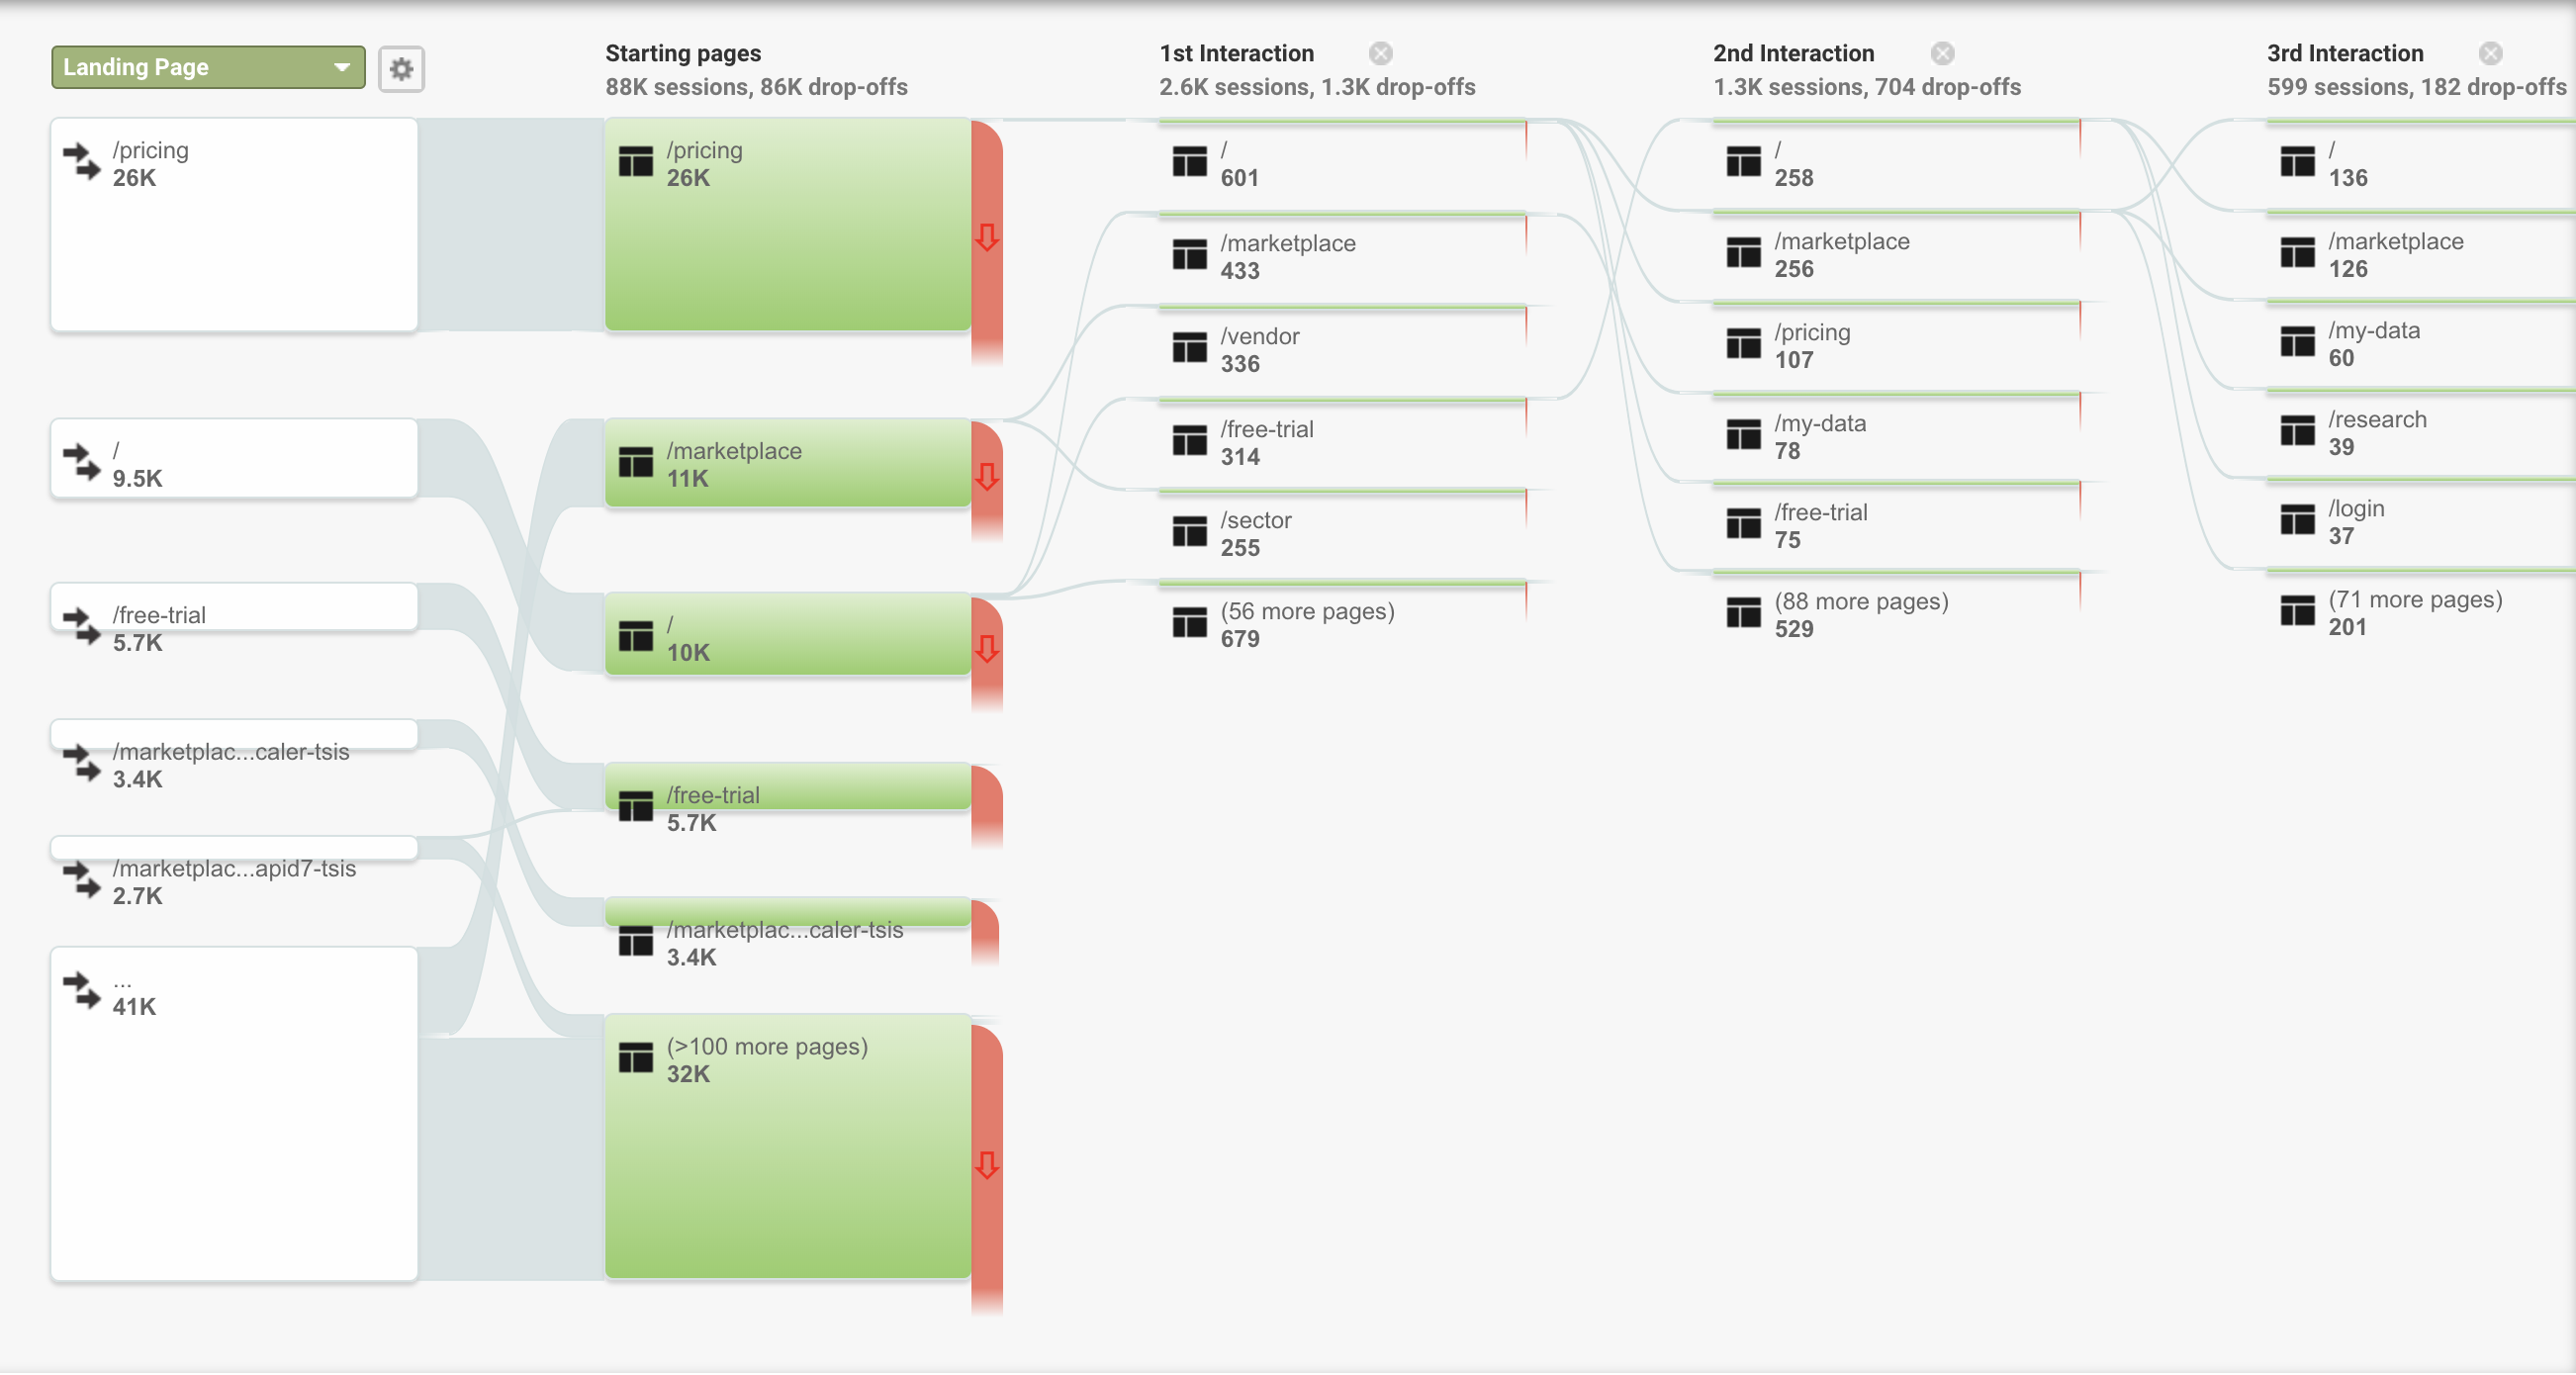 Landing Page
/pricing
26K
/
9.5K
/free-trial
5.7K
/marketplac...caler-tsis
3.4K
/marketplac...apid7-tsis
2.7K
...
41K
Starting pages
88K sessions, 86K drop-offs
/pricing
26K
/marketplace
11K
/
10K
/free-trial
5.7K
/marketplac...caler-tsis
3.4K
(>100 more pages)
32K
1st Interaction
2.6K sessions, 1.3K drop-offs
/
601
/marketplace
433
/vendor
336
/free-trial
314
/sector
255
(56 more pages)
679
2nd Interaction
1.3K sessions, 704 drop-offs
/
258
/marketplace
256
/pricing
107
/my-data
78
/free-trial
75
(88 more pages)
529
3rd Interaction
599 sessions, 182 drop-offs
/
136
/marketplace
126
/my-data
60
/research
39
/login
37
(71 more pages)
201